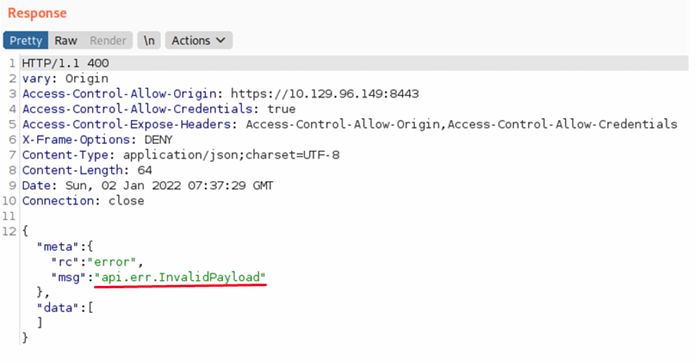 Response
Pretty Raw Render \n Actions
1 HTTP/1.1 400
2 vary: Origin
3 Access-Control-Allow-Origin: https://10.129.96.149:8443
4 Access-Control-Allow-Credentials: true
5 Access-Control-Expose-Headers: Access-Control-Allow-Origin,Access-Control-Allow-Credentials
6 X-Frame-Options: DENY
7 Content-Type: application/json;charset=UTF-8
8 Content-Length: 64
9 Date: Sun, 02 Jan 2022 07:37:29 GMT
10 Connection: close
11
12 {
"meta":{
"rc":"error",
"msg":"api.err.InvalidPayload"
},
"data":[
]
}